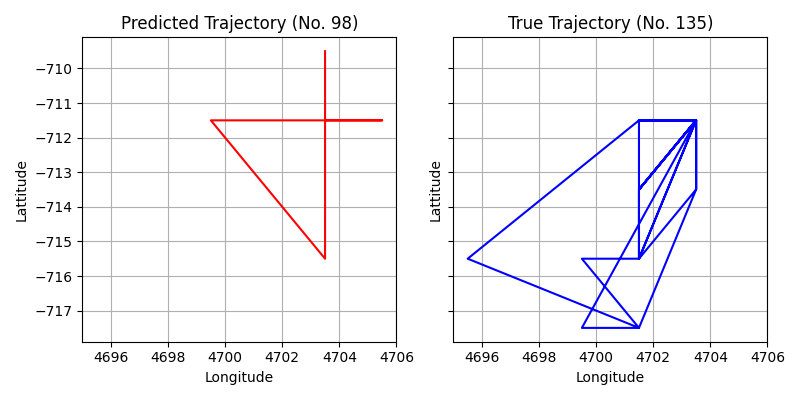 Predicted Trajectory (No. 98)
−710
−711
−712
−713
−714
−715
−716
−717
Lattitude
4696 4698 4700 4702 4704 4706
Longitude
True Trajectory (No. 135)
Lattitude
4696 4698 4700 4702 4704 4706
Longitude